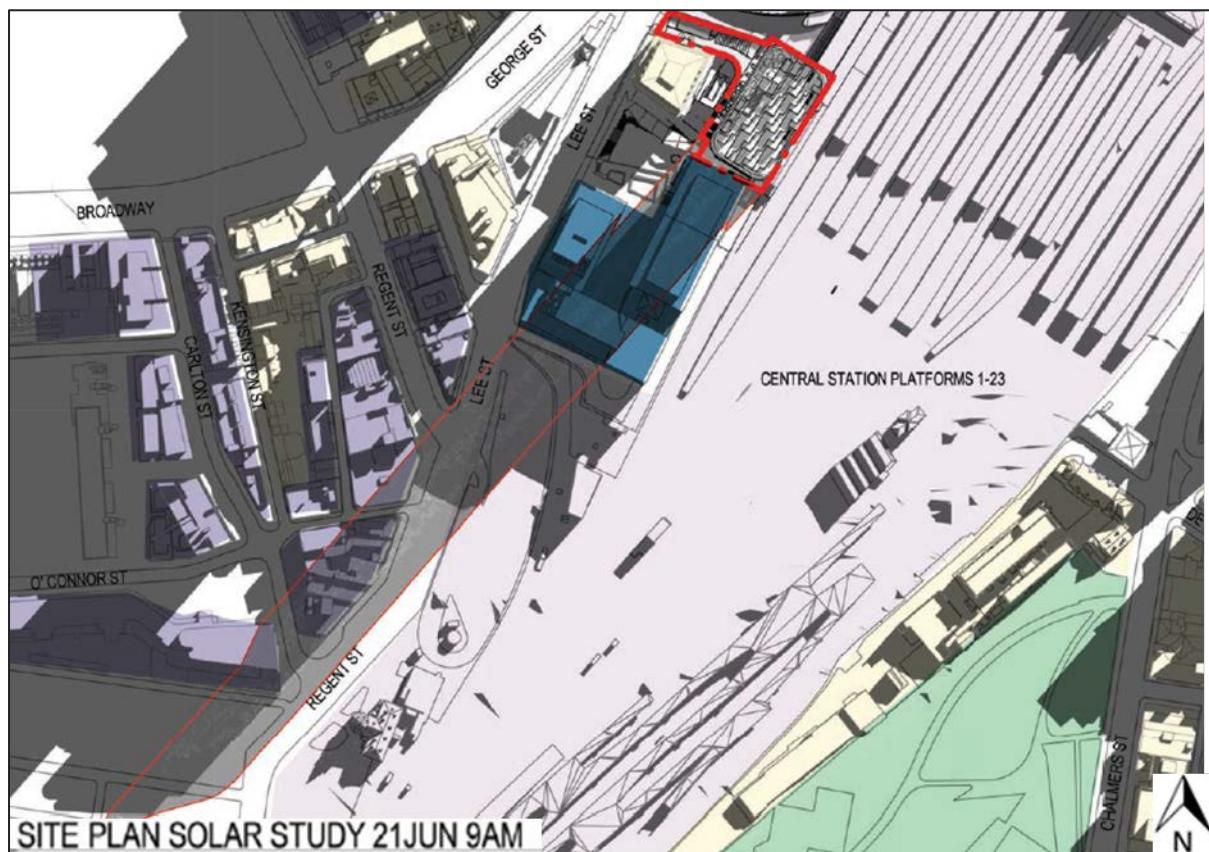 GEORGE ST
LEE ST
BROADWAY
REGENT ST
KENSINGTON ST
CARLTON ST
LEE ST
CENTRAL STATION PLATFORMS 1-23
O' CONNOR ST
REGENT ST
CHALMERS ST
SITE PLAN SOLAR STUDY 21JUN 9AM
N